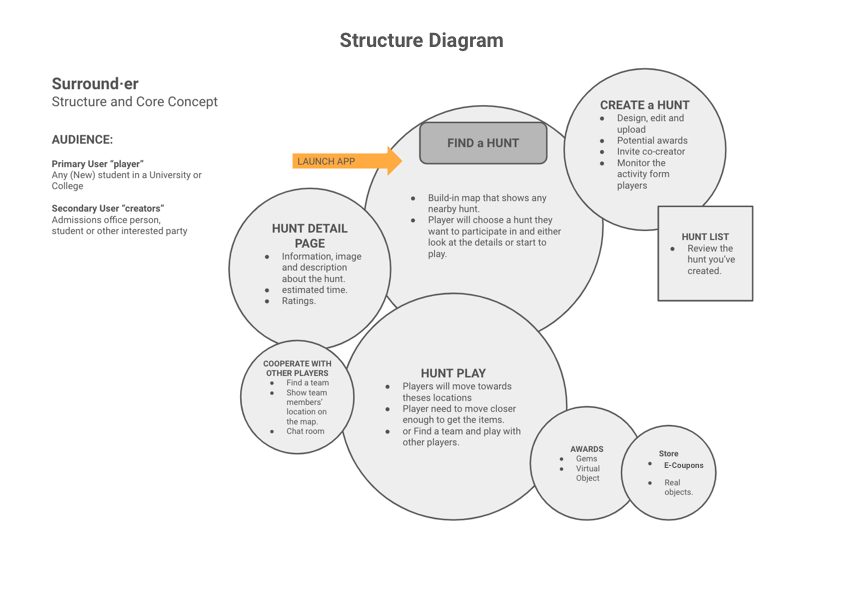 Structure Diagram
Surround·er
Structure and Core Concept
AUDIENCE:
Primary User “player”
Any (New) student in a University or
College
Secondary User “creators”
Admissions office person,
student or other interested party
LAUNCH APP
FIND a HUNT
● Build-in map that shows any
nearby hunt.
● Player will choose a hunt they
want to participate in and either
look at the details or start to
play.
CREATE a HUNT
● Design, edit and
upload
● Potential awards
● Invite co-creator
● Monitor the
activity form
players
HUNT LIST
● Review the
hunt you’ve
created.
HUNT DETAIL
PAGE
● Information, image
and description
about the hunt.
● estimated time.
● Ratings.
COOPERATE WITH
OTHER PLAYERS
● Find a team
● Show team
members’
location on
the map.
● Chat room
HUNT PLAY
● Players will move towards
theses locations
● Player need to move closer
enough to get the items.
● or Find a team and play with
other players.
AWARDS
● Gems
● Virtual
Object
Store
● E-Coupons
● Real
objects.